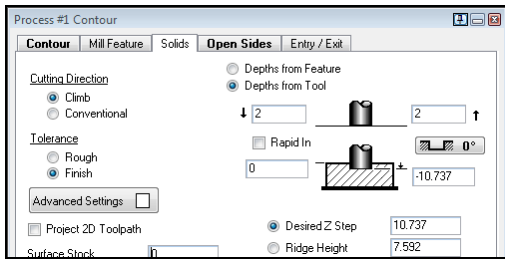 Process #1 Contour
Contour Mill Feature Solids Open Sides Entry / Exit
Cutting Direction
Climb
Conventional
Tolerance
Rough
Finish
Advanced Settings
Project 2D Toolpath
Surface Stock 0
Depths from Feature
Depths from Tool
2 2
Rapid In 0°
0 -10.737
Desired Z Step 10.737
Ridge Height 7.592